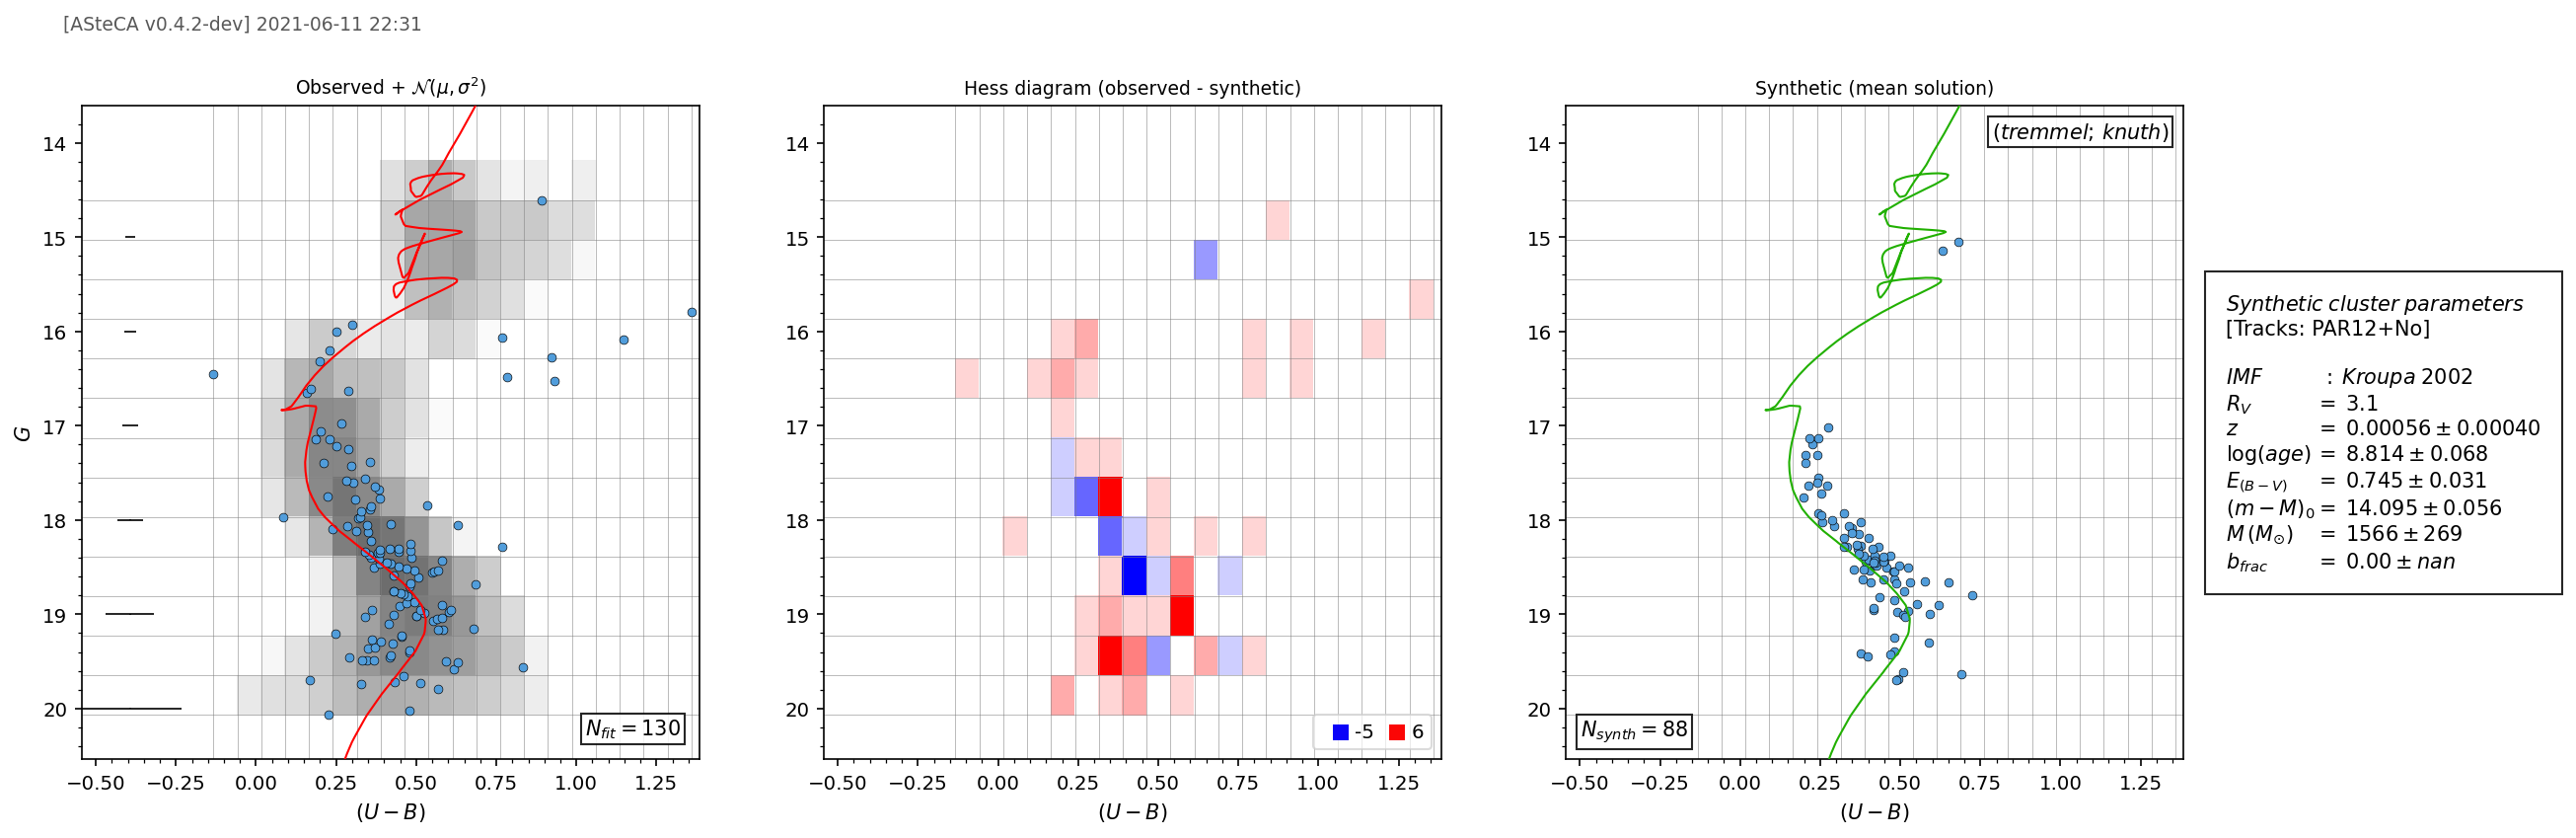 [ASteCA v0.4.2-dev] 2021-06-11 22:31
Observed + 𝒩(μ, σ²)
14
15
16
17
18
19
20
G
−0.50 −0.25 0.00 0.25 0.50 0.75 1.00 1.25
(U − B)
N_fit = 130
Hess diagram (observed - synthetic)
14
15
16
17
18
19
20
−0.50 −0.25 0.00 0.25 0.50 0.75 1.00 1.25
(U − B)
-5 6
Synthetic (mean solution)
(tremmel; knuth)
14
15
16
17
18
19
20
−0.50 −0.25 0.00 0.25 0.50 0.75 1.00 1.25
(U − B)
N_synth = 88
Synthetic cluster parameters
[Tracks: PAR12+No]
IMF : Kroupa 2002
R_V = 3.1
z = 0.00056 ± 0.00040
log(age) = 8.814 ± 0.068
E_(B−V) = 0.745 ± 0.031
(m − M)₀ = 14.095 ± 0.056
M (M_⊙) = 1566 ± 269
b_frac = 0.00 ± nan